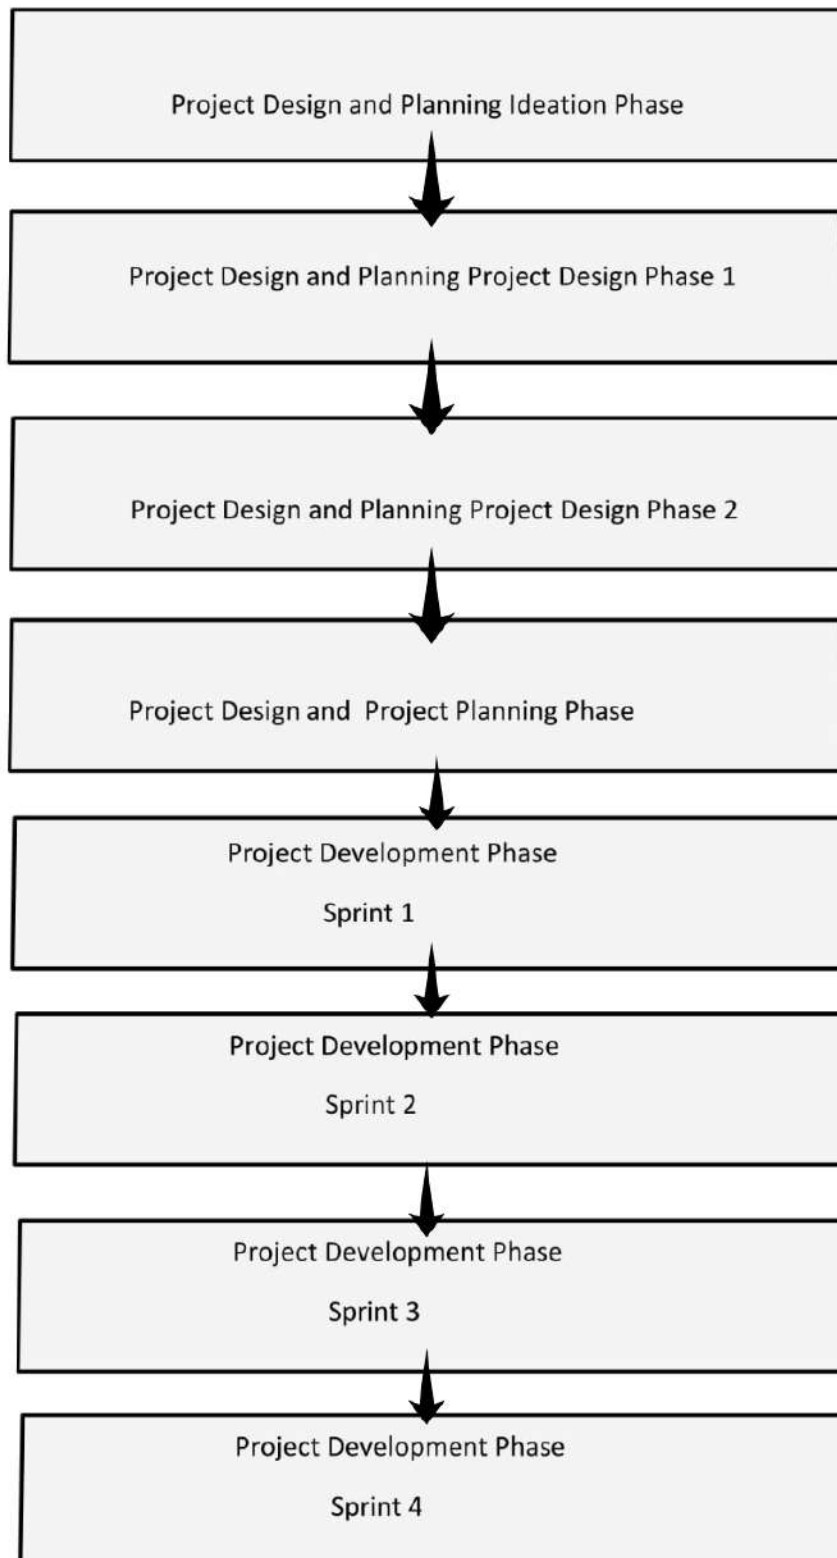 Project Design and Planning Ideation Phase
Project Design and Planning Project Design Phase 1
Project Design and Planning Project Design Phase 2
Project Design and Project Planning Phase
Project Development Phase
Sprint 1
Project Development Phase
Sprint 2
Project Development Phase
Sprint 3
Project Development Phase
Sprint 4